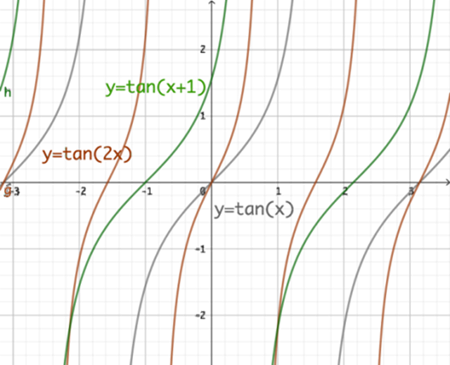 2
y=tan(x+1)
h
1
y=tan(2x)
g
-3
-2
-1
0
1
2
3
y=tan(x)
-1
-2